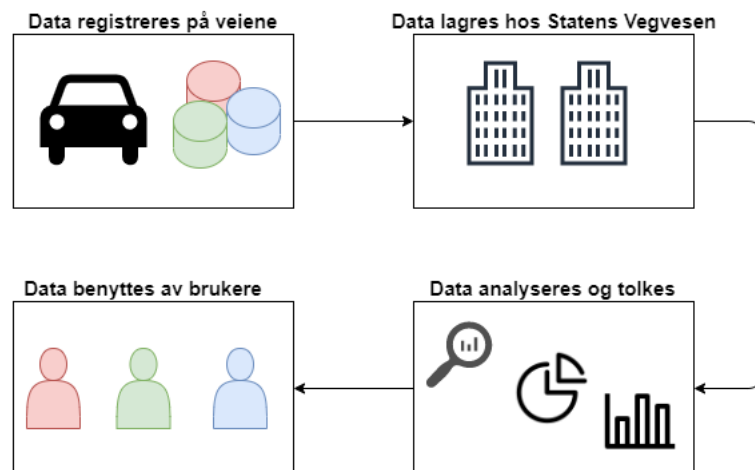 Data registreres på veiene
Data lagres hos Statens Vegvesen
Data benyttes av brukere
Data analyseres og tolkes